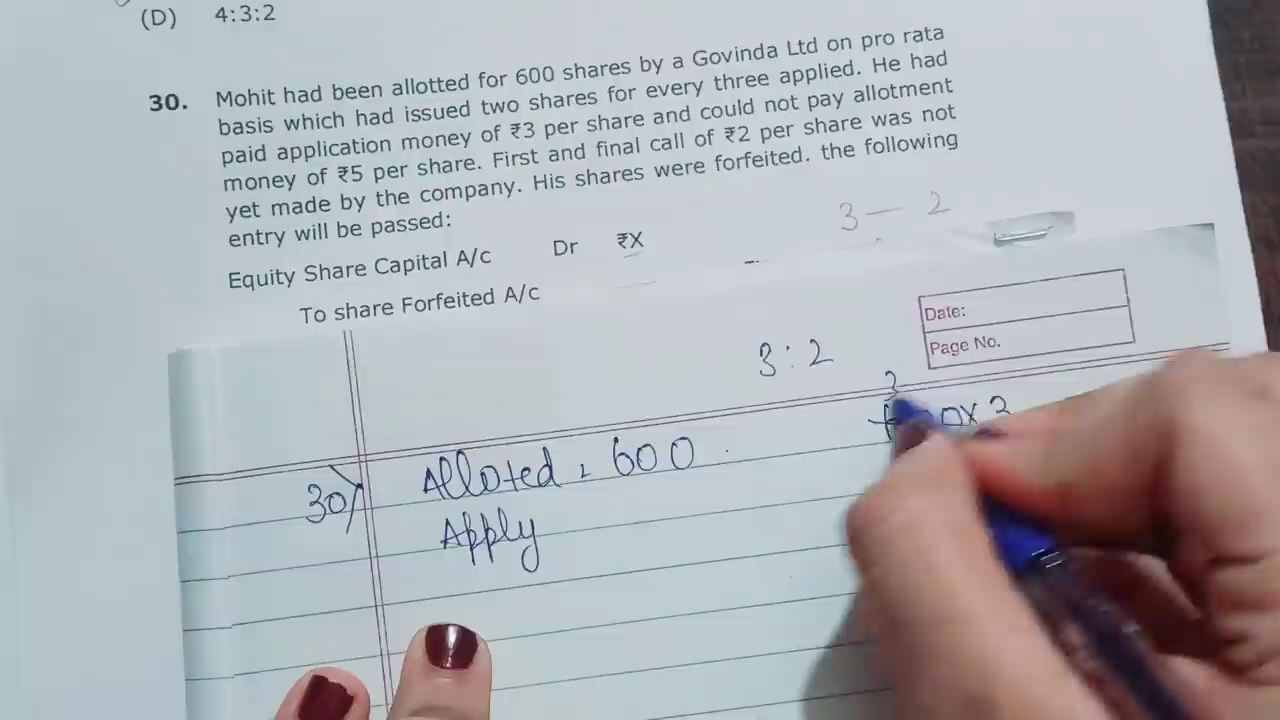 (D) 4:3:2
30. Mohit had been allotted for 600 shares by a Govinda Ltd on pro rata
basis which had issued two shares for every three applied. He had
paid application money of ₹3 per share and could not pay allotment
money of ₹5 per share. First and final call of ₹2 per share was not
yet made by the company. His shares were forfeited. the following
entry will be passed:
Equity Share Capital A/c Dr ₹X
3 — 2
To share Forfeited A/c
Date:
Page No.
3 : 2
30) Alloted = 600
Apply